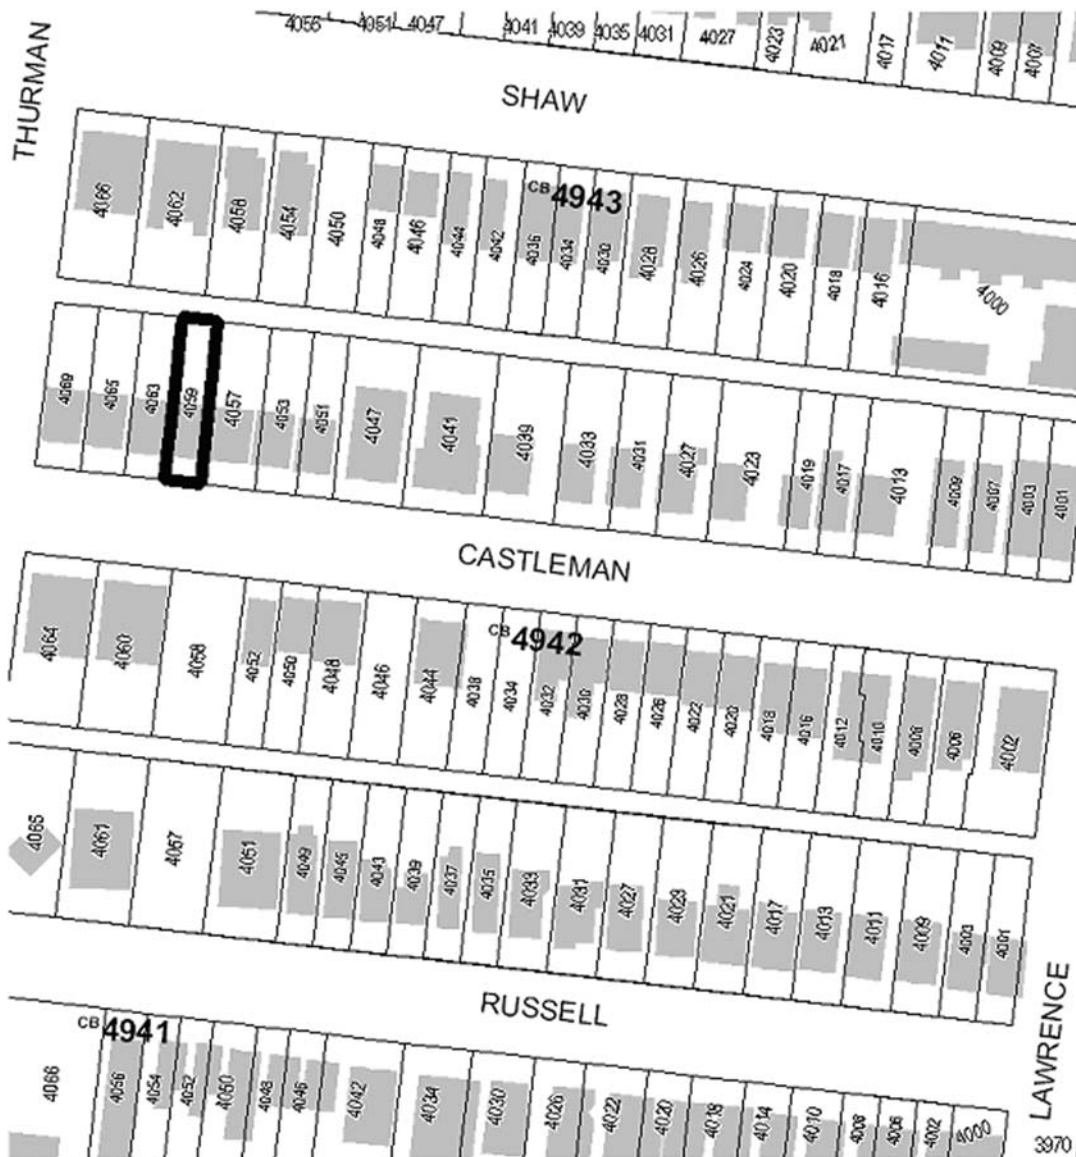 4056 4051 4047 4041 4039 4035 4031 4027 4023 4021 4017 4011 4009 4007
THURMAN
SHAW
CB 4943
4066 4062 4058 4054 4050 4048 4046 4044 4042 4036 4034 4030 4028 4026 4024 4020 4018 4016 4000
4069 4065 4063 4059 4057 4053 4051 4047 4041 4039 4033 4031 4027 4023 4019 4017 4013 4009 4007 4003 4001
CASTLEMAN
CB 4942
4064 4060 4058 4052 4050 4048 4046 4044 4038 4034 4032 4030 4028 4026 4022 4020 4018 4016 4012 4010 4008 4006 4002
4065 4061 4057 4051 4049 4045 4043 4039 4037 4035 4033 4031 4027 4023 4021 4017 4013 4011 4009 4003 4001
RUSSELL
LAWRENCE
CB 4941
4066 4056 4054 4052 4050 4048 4046 4042 4034 4030 4026 4022 4020 4018 4014 4010 4008 4006 4002 4000 3970